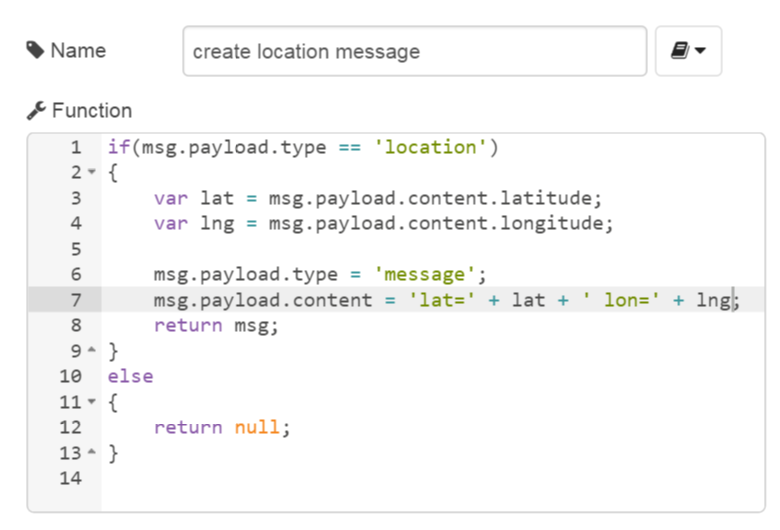 Name
create location message
Function
1 if(msg.payload.type == 'location')
2 {
3     var lat = msg.payload.content.latitude;
4     var lng = msg.payload.content.longitude;
5
6     msg.payload.type = 'message';
7     msg.payload.content = 'lat=' + lat + ' lon=' + lng;
8     return msg;
9 }
10 else
11 {
12     return null;
13 }
14